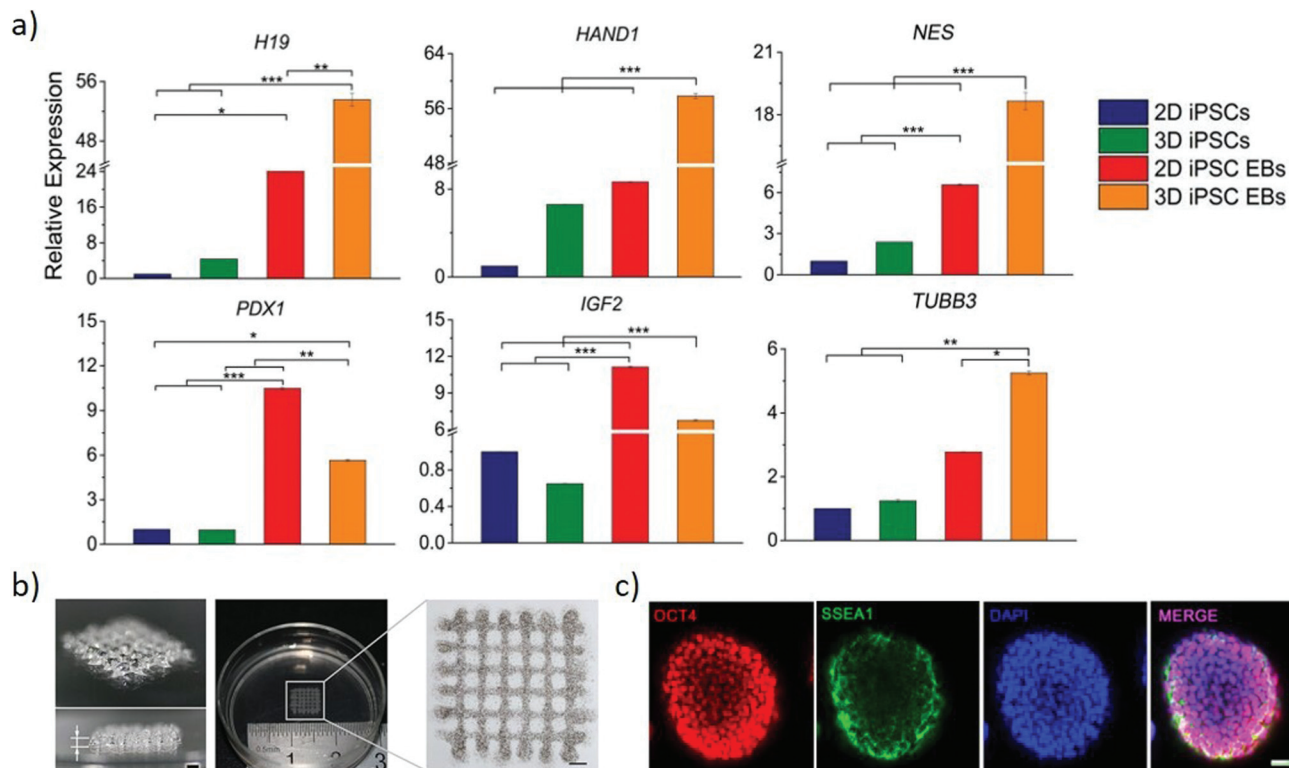 a)
H19
HAND1
NES
Relative Expression
56
48
24
16
8
0
***
**
*
64
56
48
8
0
***
21
18
6
3
0
***
***
2D iPSCs
3D iPSCs
2D iPSC EBs
3D iPSC EBs
PDX1
IGF2
TUBB3
15
12
9
6
3
0
*
**
***
15
12
9
6
0.8
0.4
0.0
***
***
6
4
2
0
**
*
b)
0.5mm
1
2
3
c)
OCT4
SSEA1
DAPI
MERGE